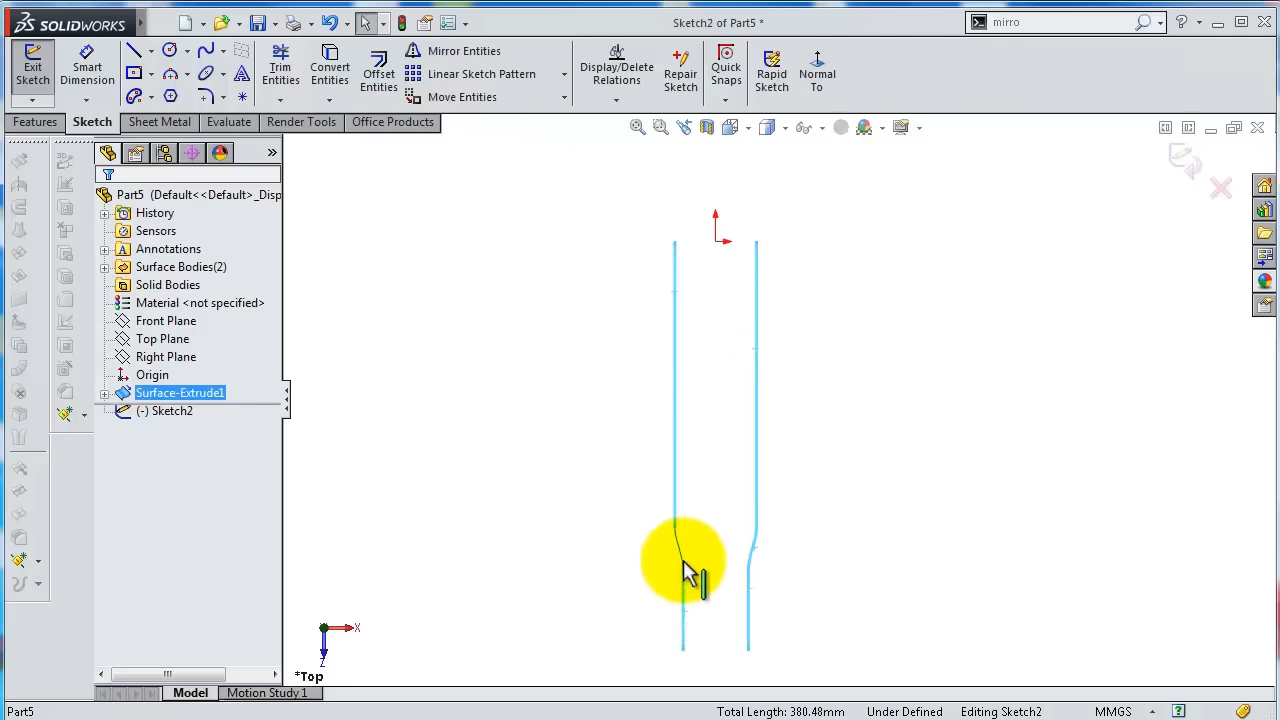 SOLIDWORKS
Sketch2 of Part5 *
mirro
Exit Sketch
Smart Dimension
Trim Entities
Convert Entities
Offset Entities
Mirror Entities
Linear Sketch Pattern
Move Entities
Display/Delete Relations
Repair Sketch
Quick Snaps
Rapid Sketch
Normal To
Features
Sketch
Sheet Metal
Evaluate
Render Tools
Office Products
Part5 (Default<<Default>_Disp
History
Sensors
Annotations
Surface Bodies(2)
Solid Bodies
Material <not specified>
Front Plane
Top Plane
Right Plane
Origin
Surface-Extrude1
(-) Sketch2
X
Z
*Top
Model
Motion Study 1
Part5
Total Length: 380.48mm
Under Defined
Editing Sketch2
MMGS